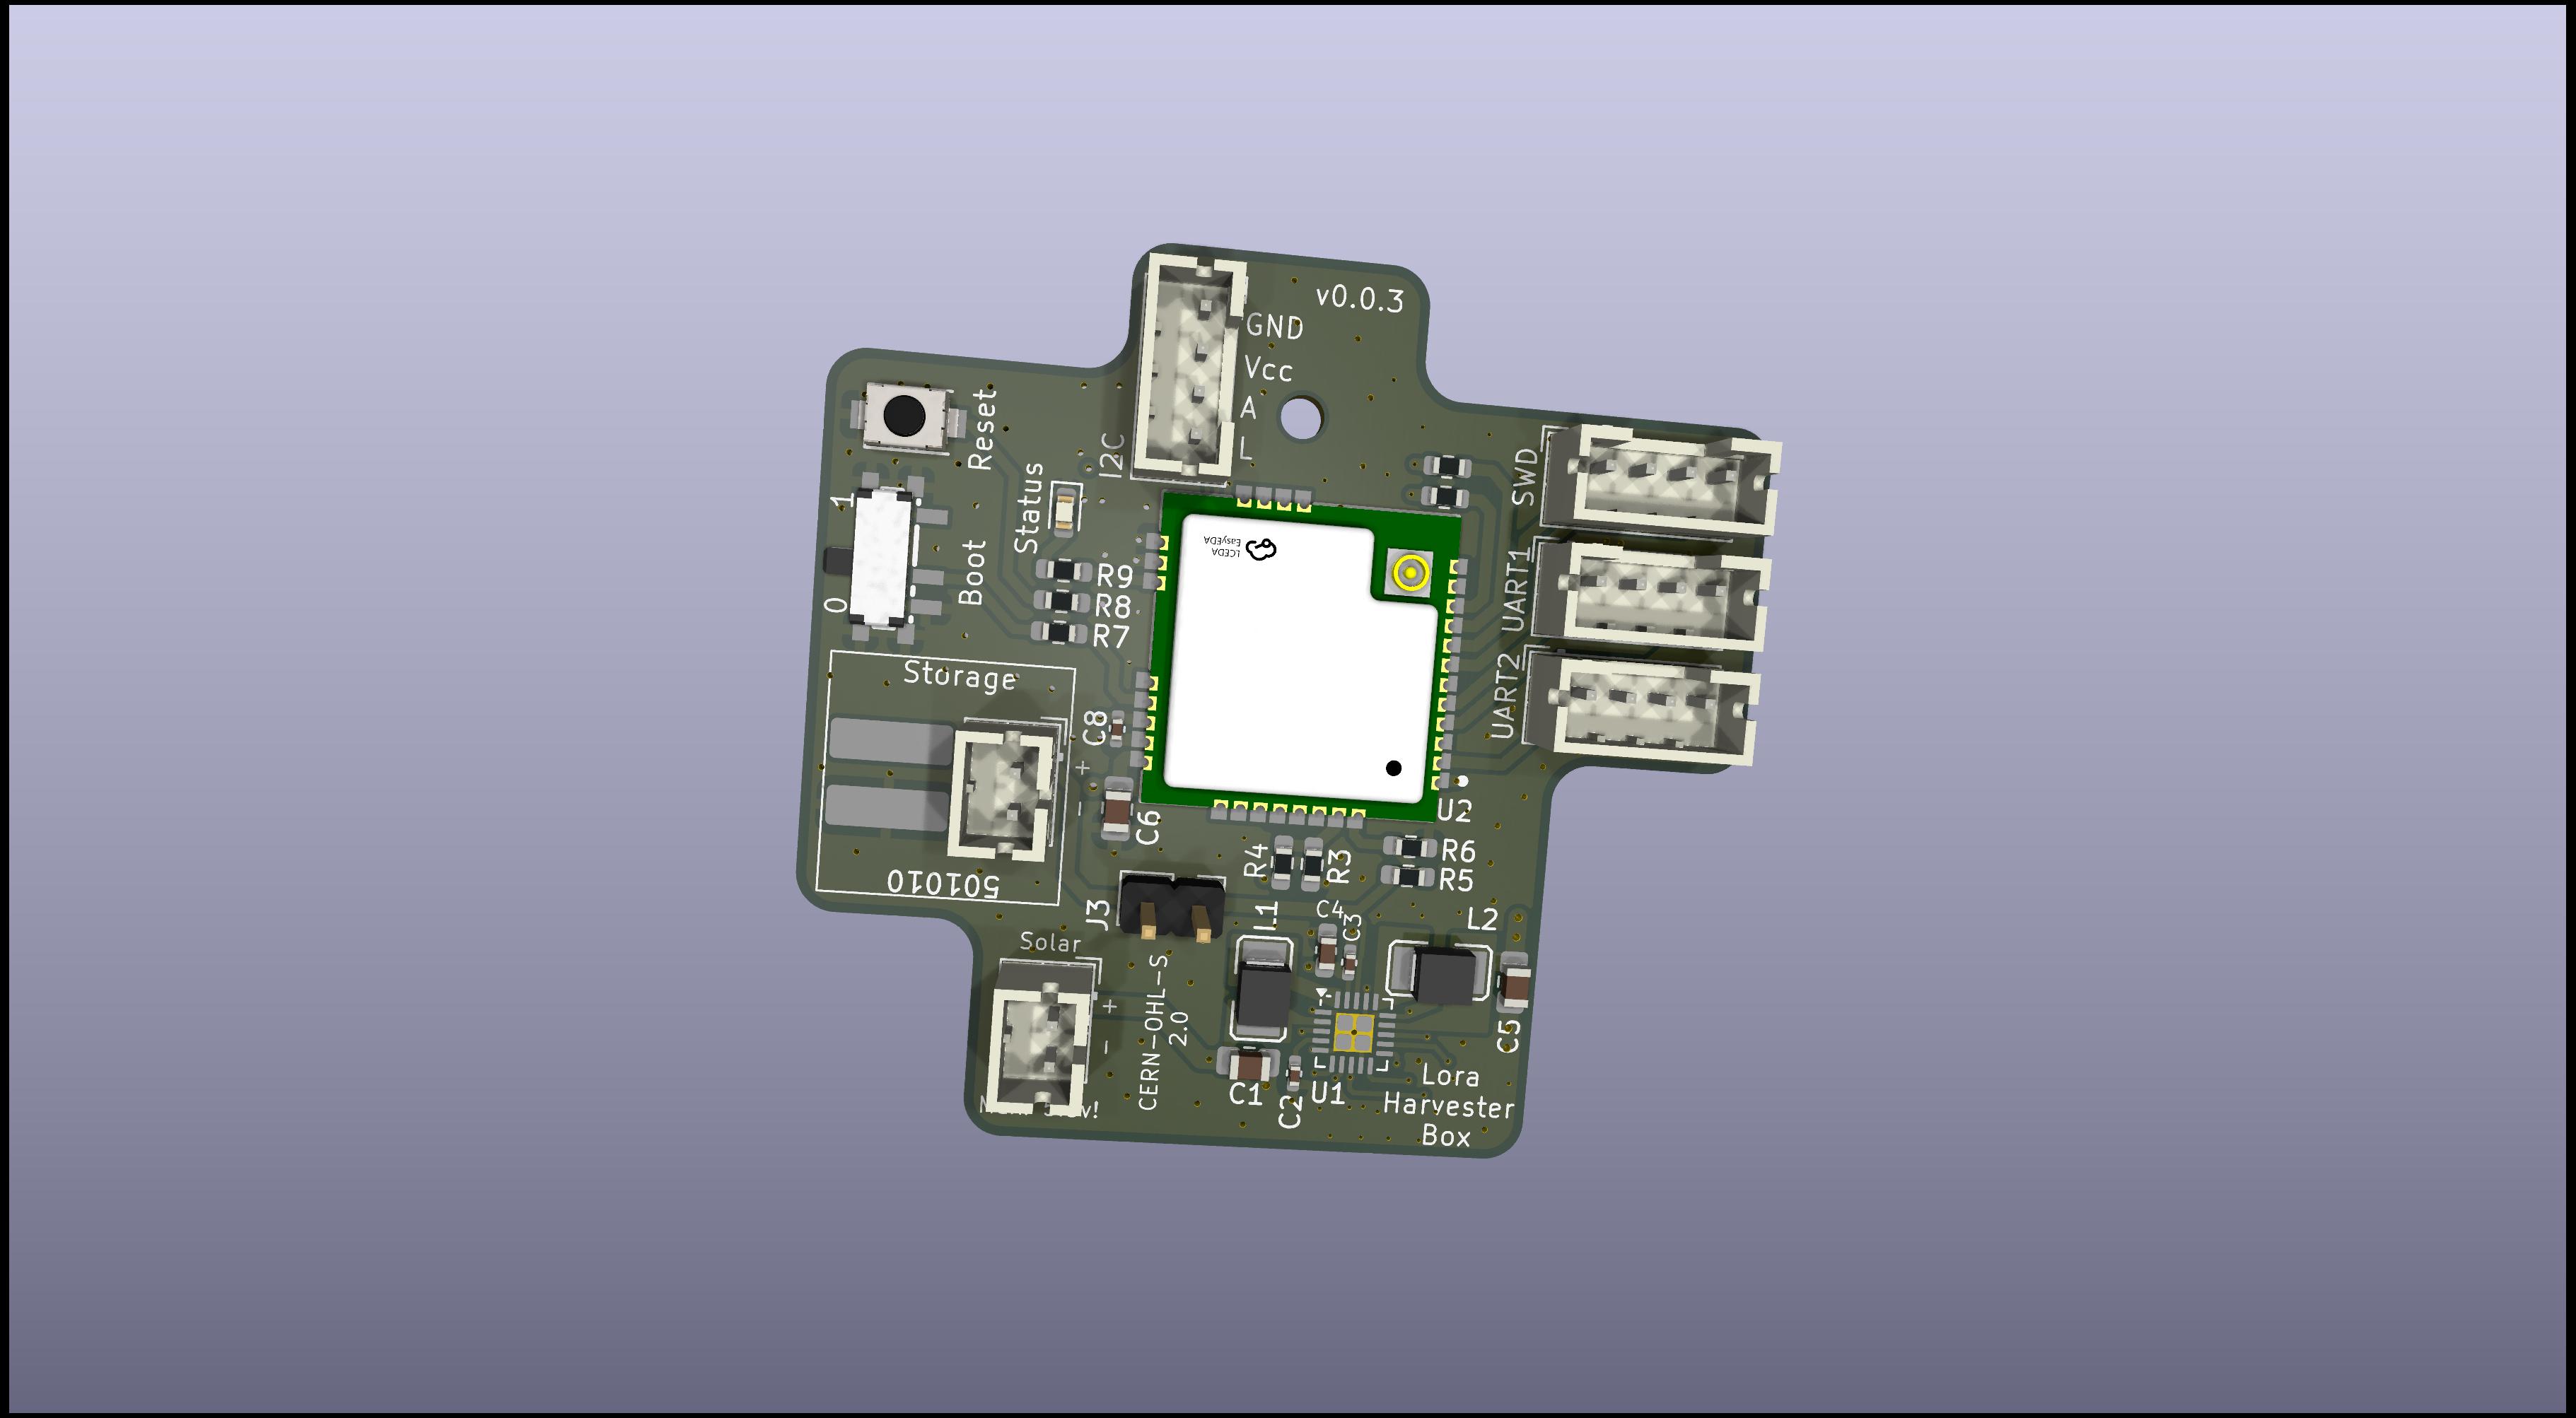 v0.0.3
GND
Vcc
A
L
I2C
Reset
Status
1
0
Boot
SWD
UART1
UART2
LCEDA
EasyEDA
R9
R8
R7
Storage
C8
+
-
C6
501010
U2
R6
R5
R4
R3
J3
Solar
+
-
L1
C4
C3
L2
C5
CERN-OHL-S
2.0
C1
C2
U1
Lora
Harvester
Box